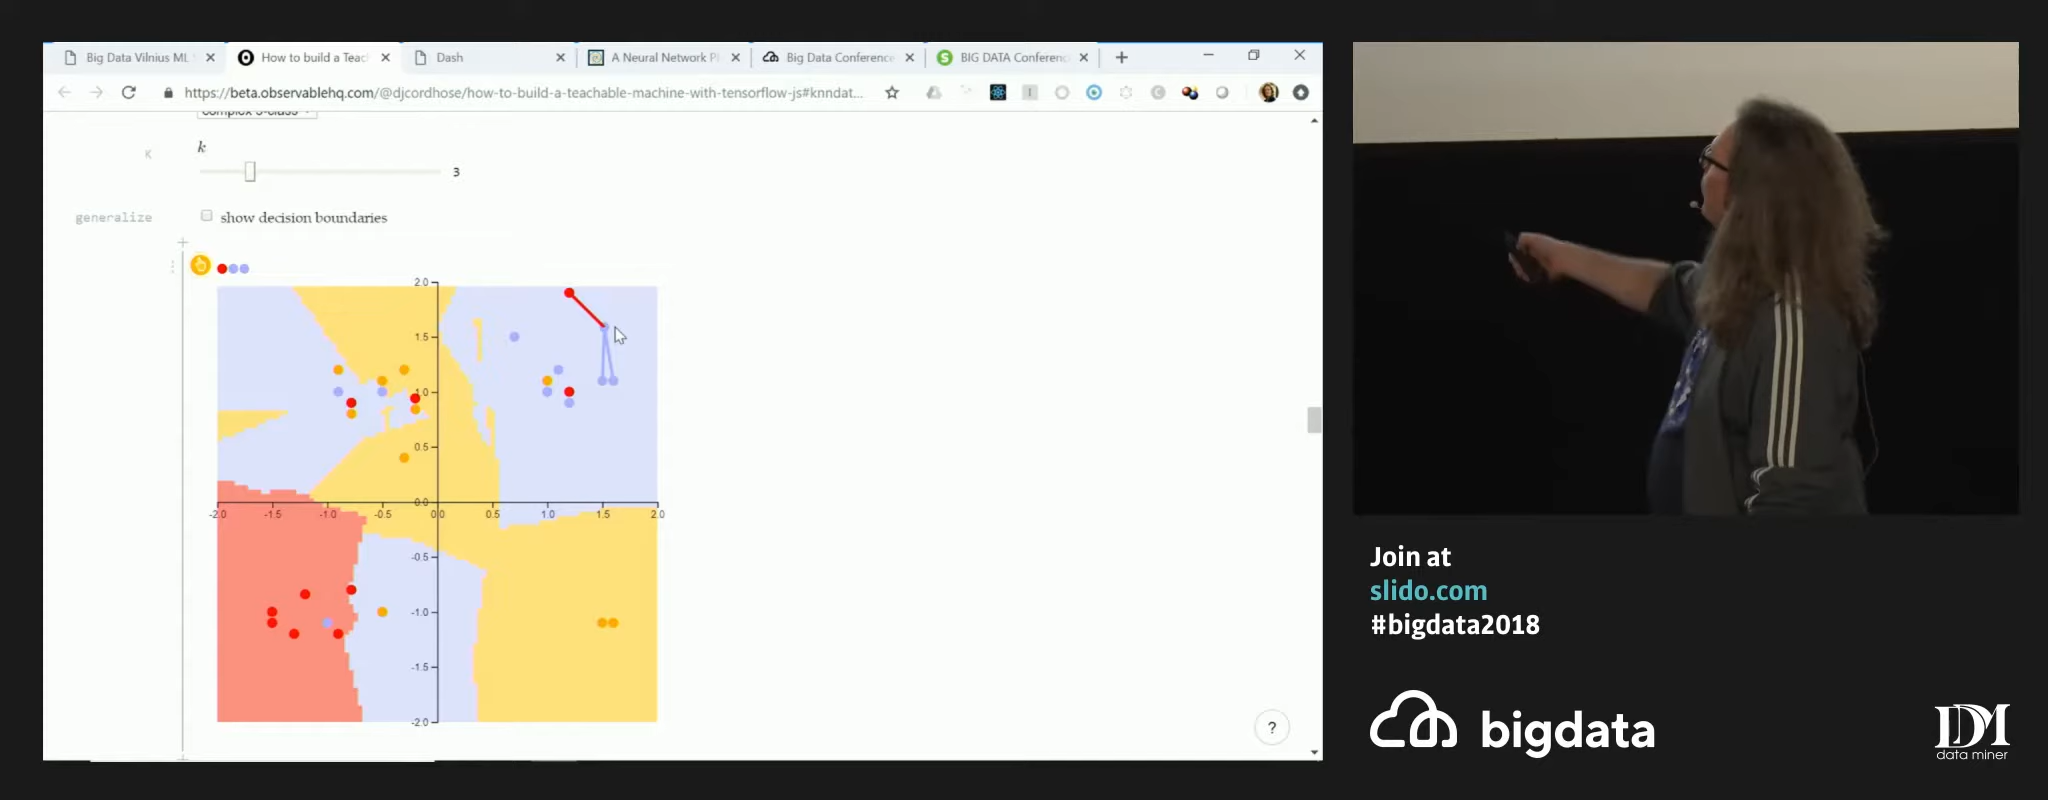 Big Data Vilnius ML
How to build a Teac
Dash
A Neural Network Pl
Big Data Conference
BIG DATA Conferenc
https://beta.observablehq.com/@djcordhose/how-to-build-a-teachable-machine-with-tensorflow-js#knndat...
complex 3-class
K
k
3
generalize
show decision boundaries
2.0
1.5
1.0
0.5
0.0
-2.0 -1.5 -1.0 -0.5 0.0 0.5 1.0 1.5 2.0
-0.5
-1.0
-1.5
-2.0
?
Join at
slido.com
#bigdata2018
bigdata
DM
data miner